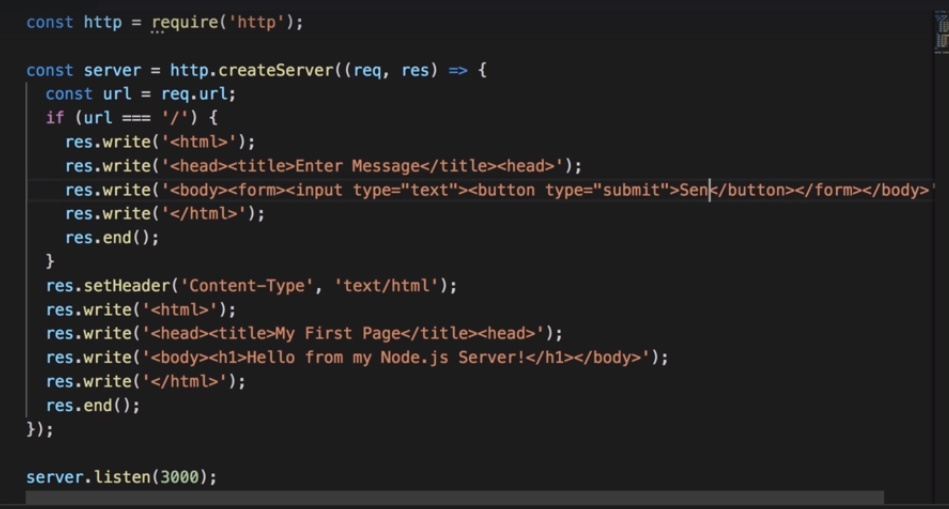 const http = require('http');
const server = http.createServer((req, res) => {
const url = req.url;
if (url === '/') {
res.write('<html>');
res.write('<head><title>Enter Message</title><head>');
res.write('<body><form><input type="text"><button type="submit">Sen</button></form></body>'
res.write('</html>');
res.end();
}
res.setHeader('Content-Type', 'text/html');
res.write('<html>');
res.write('<head><title>My First Page</title><head>');
res.write('<body><h1>Hello from my Node.js Server!</h1></body>');
res.write('</html>');
res.end();
});
server.listen(3000);